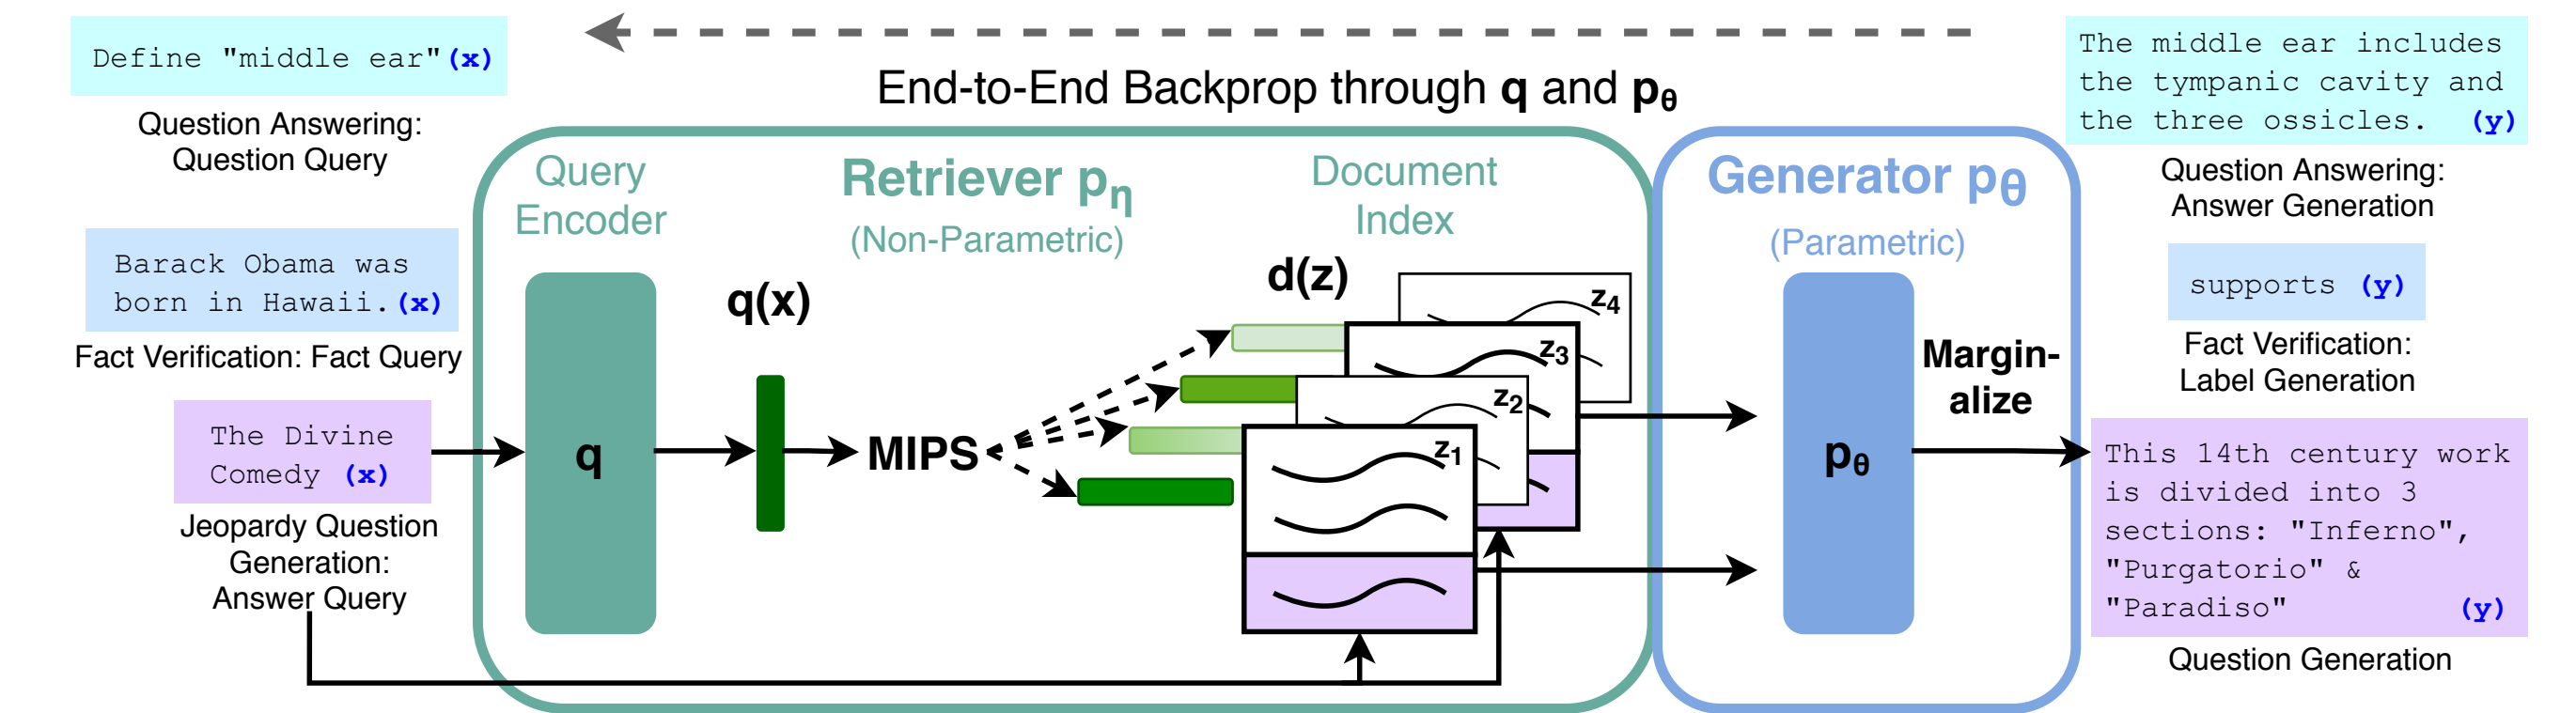 Define "middle ear" (x)
Question Answering:
Question Query
Barack Obama was
born in Hawaii. (x)
Fact Verification: Fact Query
The Divine
Comedy (x)
Jeopardy Question
Generation:
Answer Query
End-to-End Backprop through q and pθ
Query
Encoder
Retriever pη
(Non-Parametric)
Document
Index
q
q(x)
MIPS
d(z)
z4
z3
z2
z1
Generator pθ
(Parametric)
pθ
Margin-
alize
The middle ear includes
the tympanic cavity and
the three ossicles. (y)
Question Answering:
Answer Generation
supports (y)
Fact Verification:
Label Generation
This 14th century work
is divided into 3
sections: "Inferno",
"Purgatorio" &
"Paradiso" (y)
Question Generation